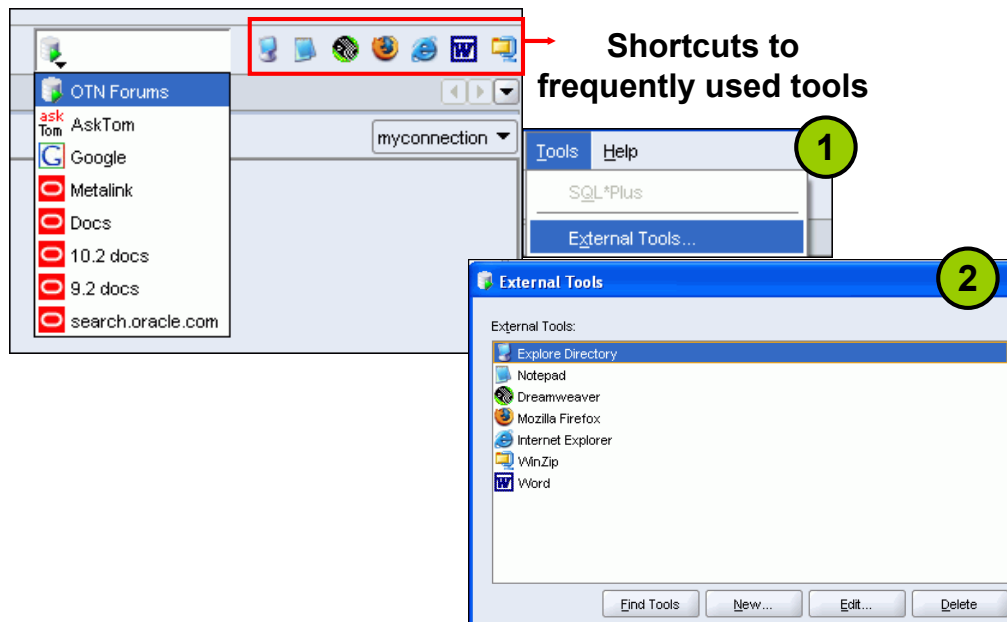 Shortcuts to
frequently used tools
OTN Forums
ask
Tom
AskTom
G
Google
Metalink
Docs
10.2 docs
9.2 docs
search.oracle.com
W
myconnection
Tools Help
1
SQL*Plus
External Tools...
External Tools
2
External Tools:
Explore Directory
Notepad
Dreamweaver
Mozilla Firefox
Internet Explorer
WinZip
W
Word
Find Tools New... Edit... Delete